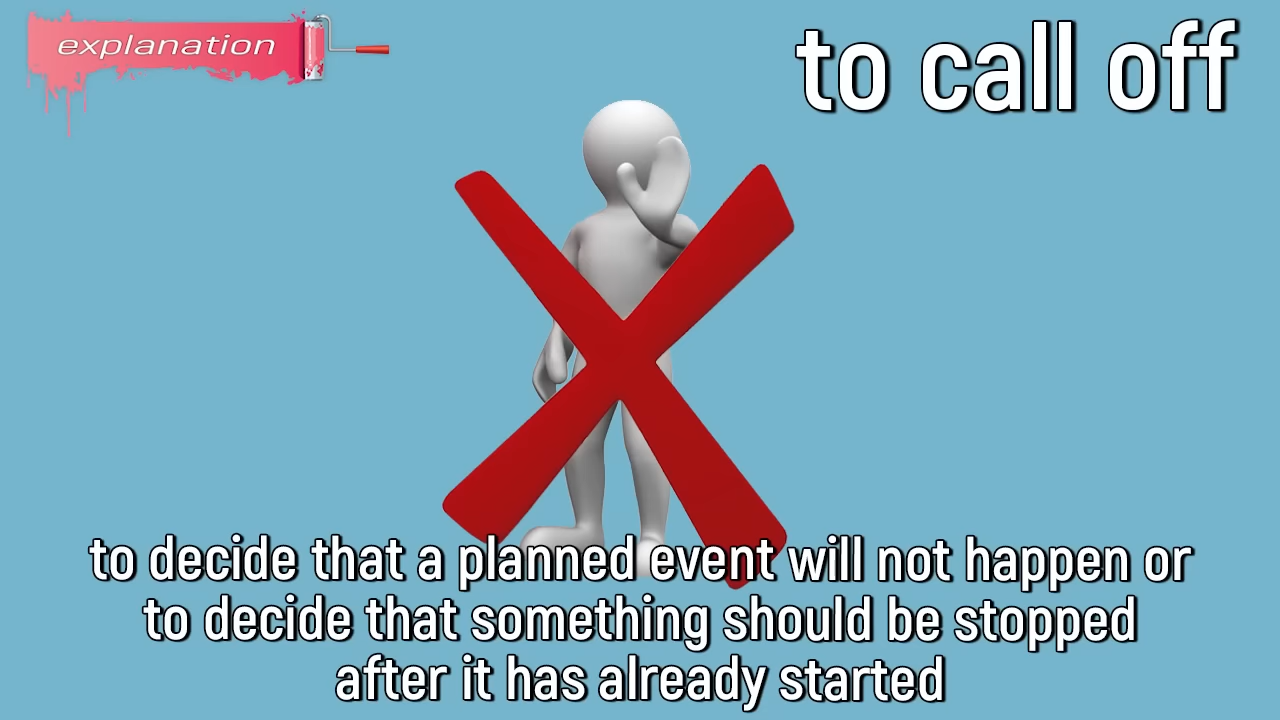 explanation
to call off
to decide that a planned event will not happen or
to decide that something should be stopped
after it has already started